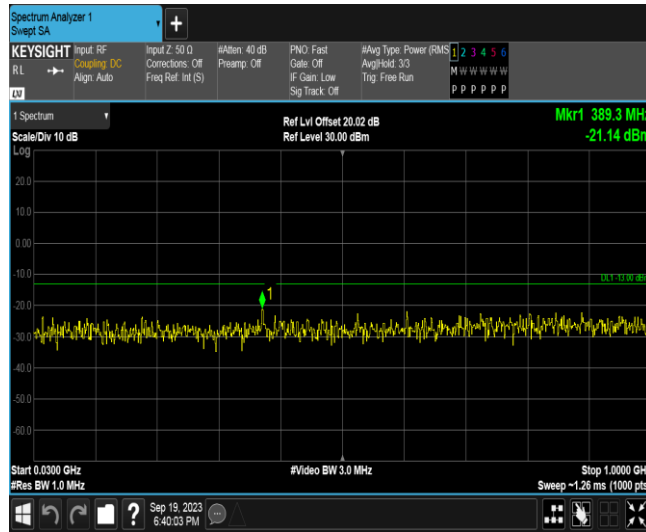 Spectrum Analyzer 1
Swept SA
+
KEYSIGHT Input: RF Input Z: 50 Ω #Atten: 40 dB PNO: Fast #Avg Type: Power (RMS 1 2 3 4 5 6
RL Coupling: DC Corrections: Off Preamp: Off Gate: Off Avg|Hold: 3/3 M W W W W W
Align: Auto Freq Ref: Int (S) IF Gain: Low Trig: Free Run
LXI Sig Track: Off P P P P P P
1 Spectrum Ref Lvl Offset 20.02 dB Mkr1 389.3 MHz
Scale/Div 10 dB Ref Level 30.00 dBm -21.14 dBm
Log
20.0
10.0
0.00
-10.0
DL1 -13.00 dBm
1
-20.0
-30.0
-40.0
-50.0
-60.0
Start 0.0300 GHz #Video BW 3.0 MHz Stop 1.0000 GHz
#Res BW 1.0 MHz Sweep ~1.26 ms (1000 pts)
? Sep 19, 2023
6:40:03 PM